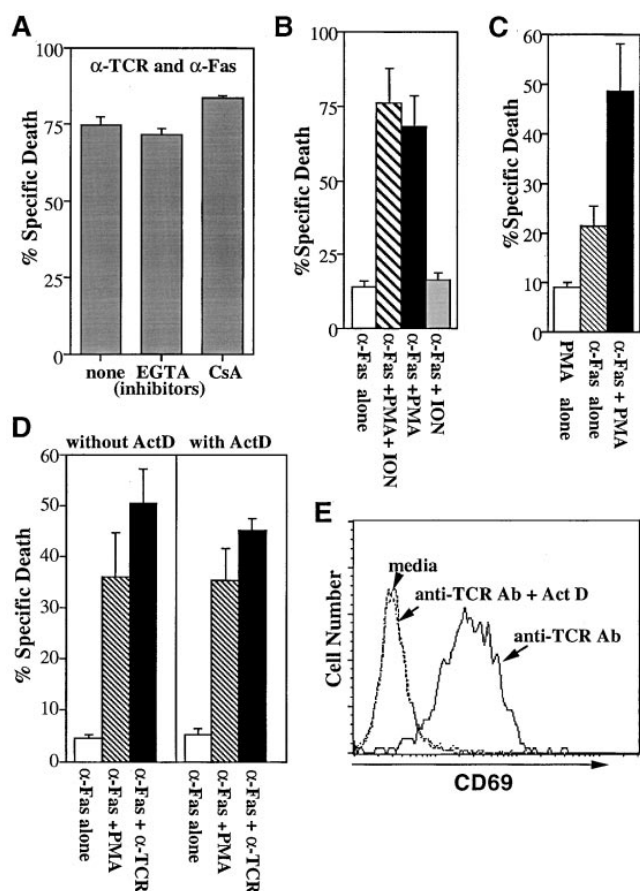 A
α-TCR and α-Fas
% Specific Death
100
75
50
25
0
none EGTA CsA
(inhibitors)
B
%Specific Death
100
75
50
25
0
α-Fas alone
α-Fas +PMA+ ION
α-Fas +PMA
α-Fas + ION
C
% Specific Death
60
50
40
30
20
10
0
PMA alone
α-Fas alone
α-Fas + PMA
D
without ActD with ActD
% Specific Death
60
50
40
30
20
10
0
α-Fas alone
α-Fas +PMA
α-Fas + α-TCR
α-Fas alone
α-Fas +PMA
α-Fas + α-TCR
E
Cell Number
media
anti-TCR Ab + Act D
anti-TCR Ab
CD69